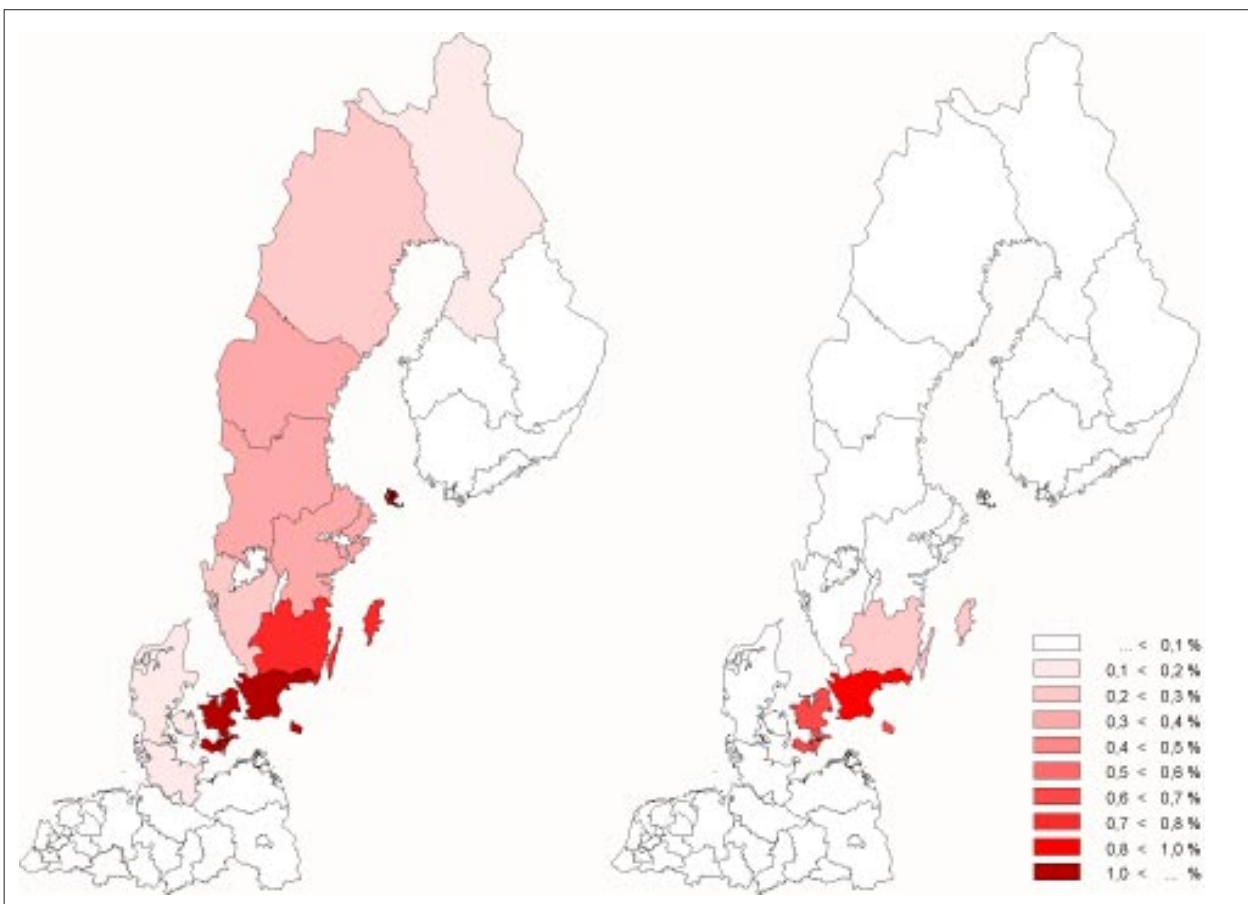 ... < 0,1 %
0,1 < 0,2 %
0,2 < 0,3 %
0,3 < 0,4 %
0,4 < 0,5 %
0,5 < 0,6 %
0,6 < 0,7 %
0,7 < 0,8 %
0,8 < 1,0 %
1,0 < ... %